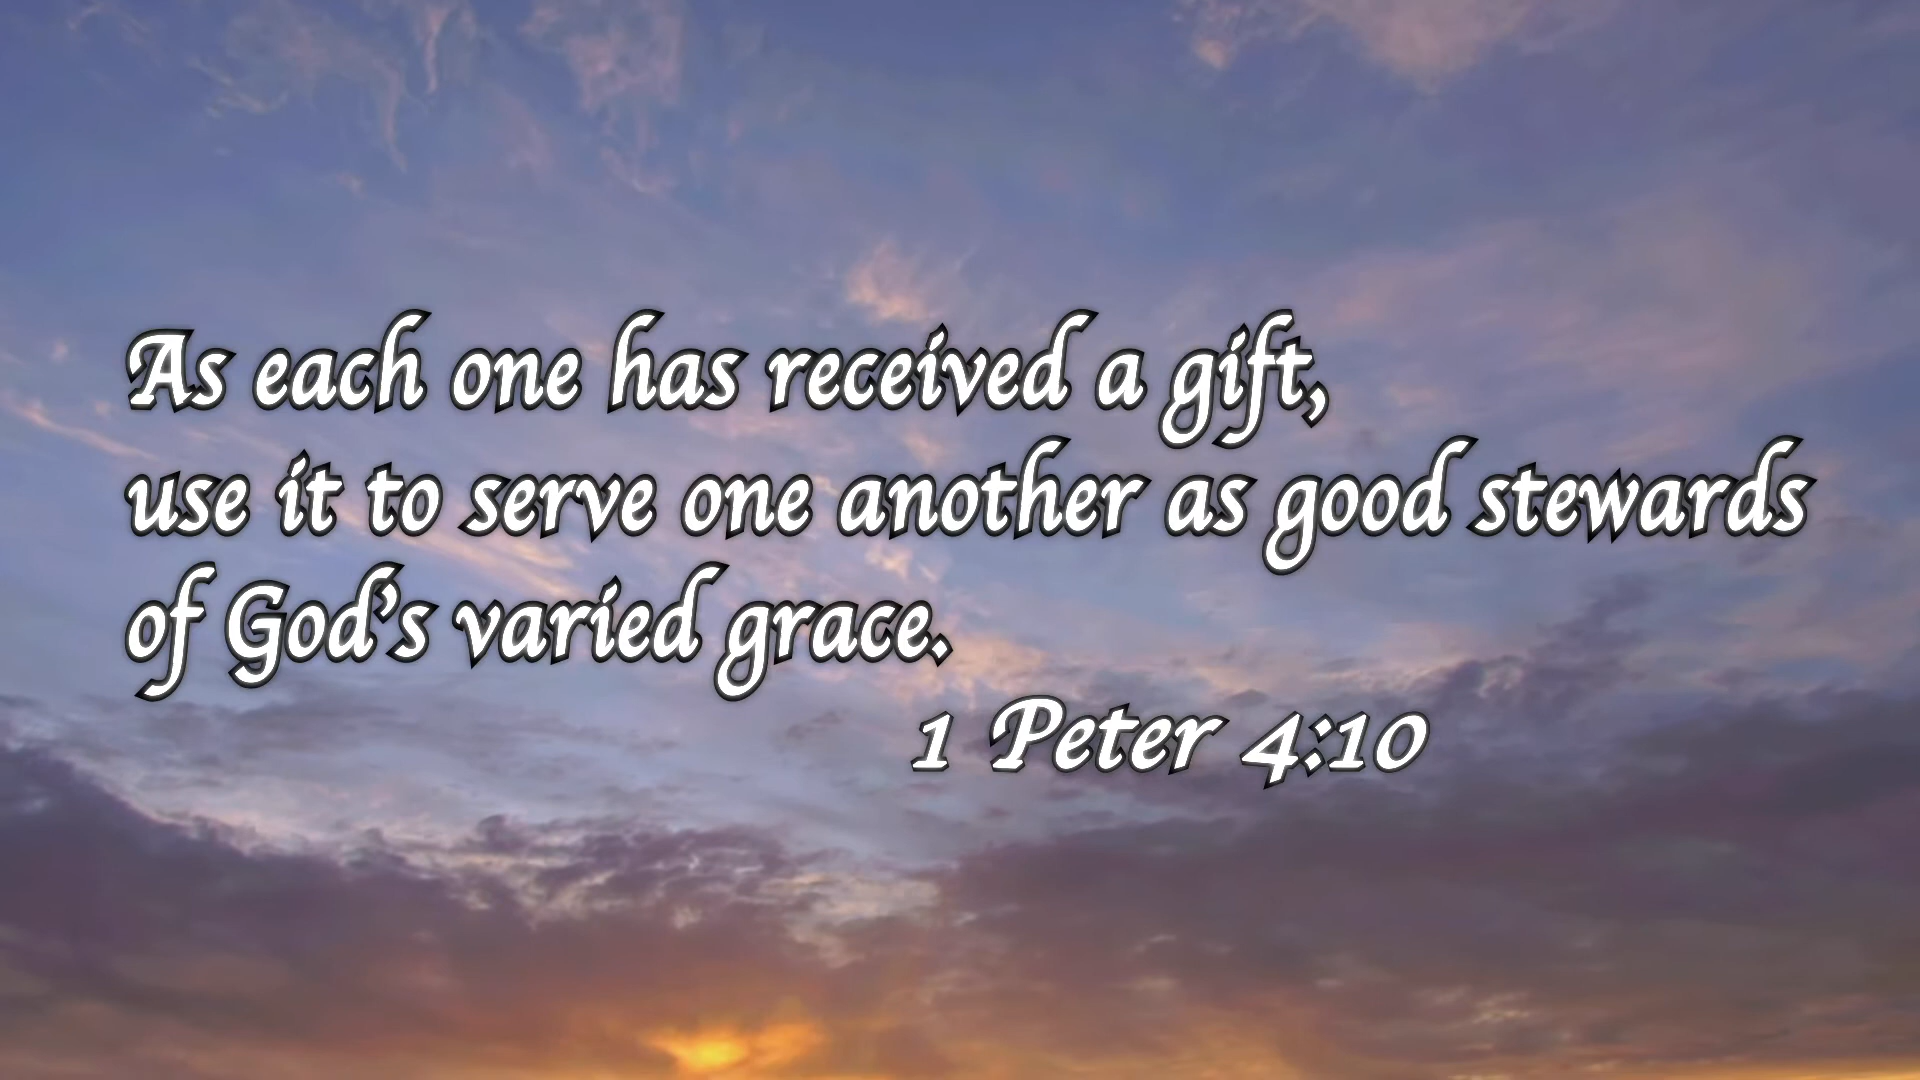 As each one has received a gift,
use it to serve one another as good stewards
of God's varied grace.
1 Peter 4:10